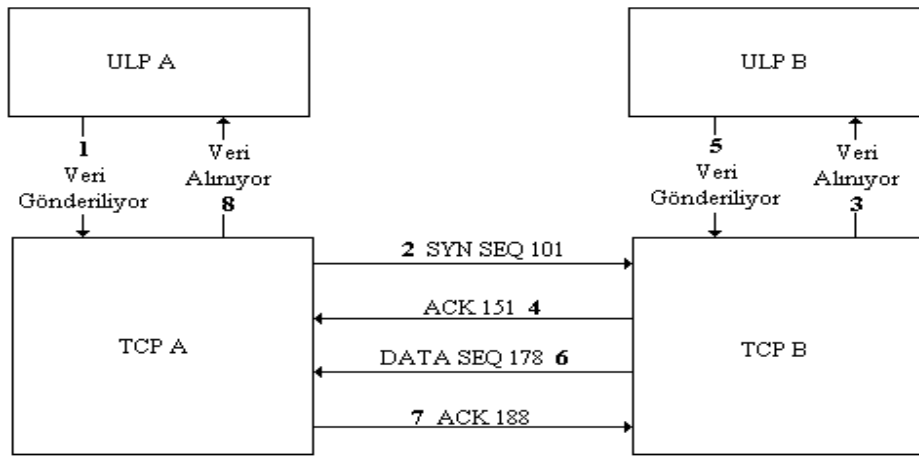 ULP A
ULP B
1
Veri
Gönderiliyor
Veri
Alınıyor
8
5
Veri
Gönderiliyor
Veri
Alınıyor
3
TCP A
2 SYN SEQ 101
ACK 151 4
DATA SEQ 178 6
7 ACK 188
TCP B